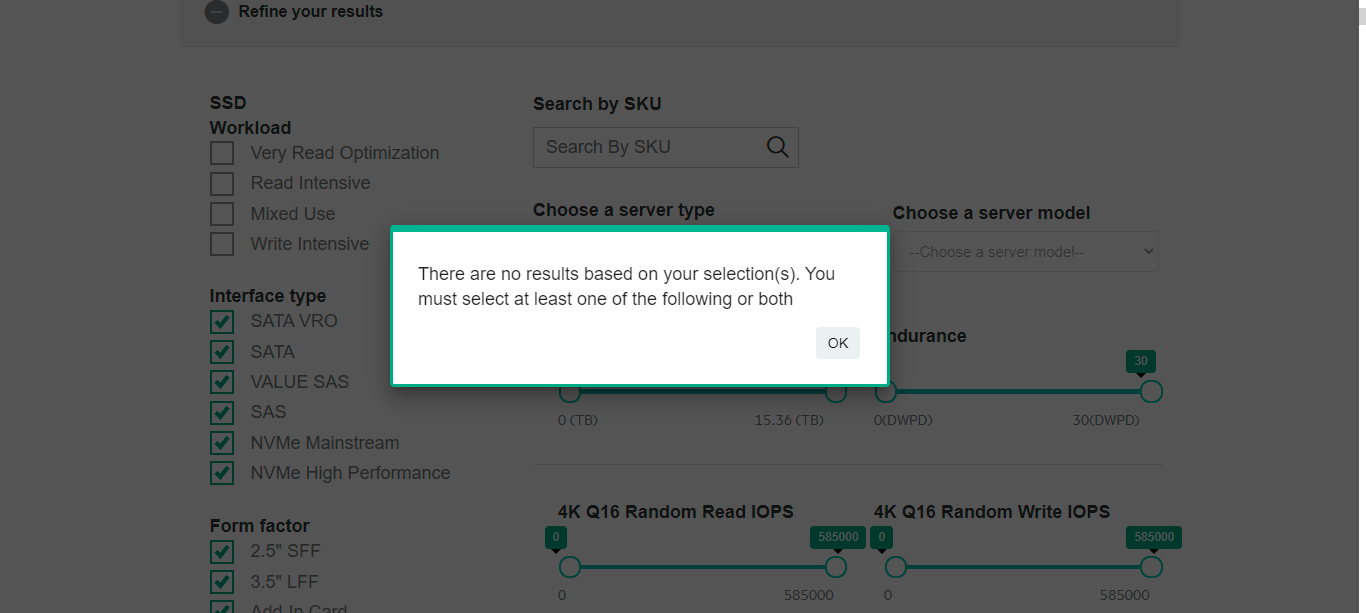 Refine your results
SSD
Workload
Very Read Optimization
Read Intensive
Mixed Use
Write Intensive
Interface type
SATA VRO
SATA
VALUE SAS
SAS
NVMe Mainstream
NVMe High Performance
Form factor
2.5" SFF
3.5" LFF
Add In Card
Search by SKU
Search By SKU
Choose a server type
Choose a server model
--Choose a server model--
There are no results based on your selection(s). You
must select at least one of the following or both
OK
ndurance
30
0 (TB)
15.36 (TB)
0(DWPD)
30(DWPD)
4K Q16 Random Read IOPS
0
585000
0
585000
4K Q16 Random Write IOPS
0
585000
0
585000